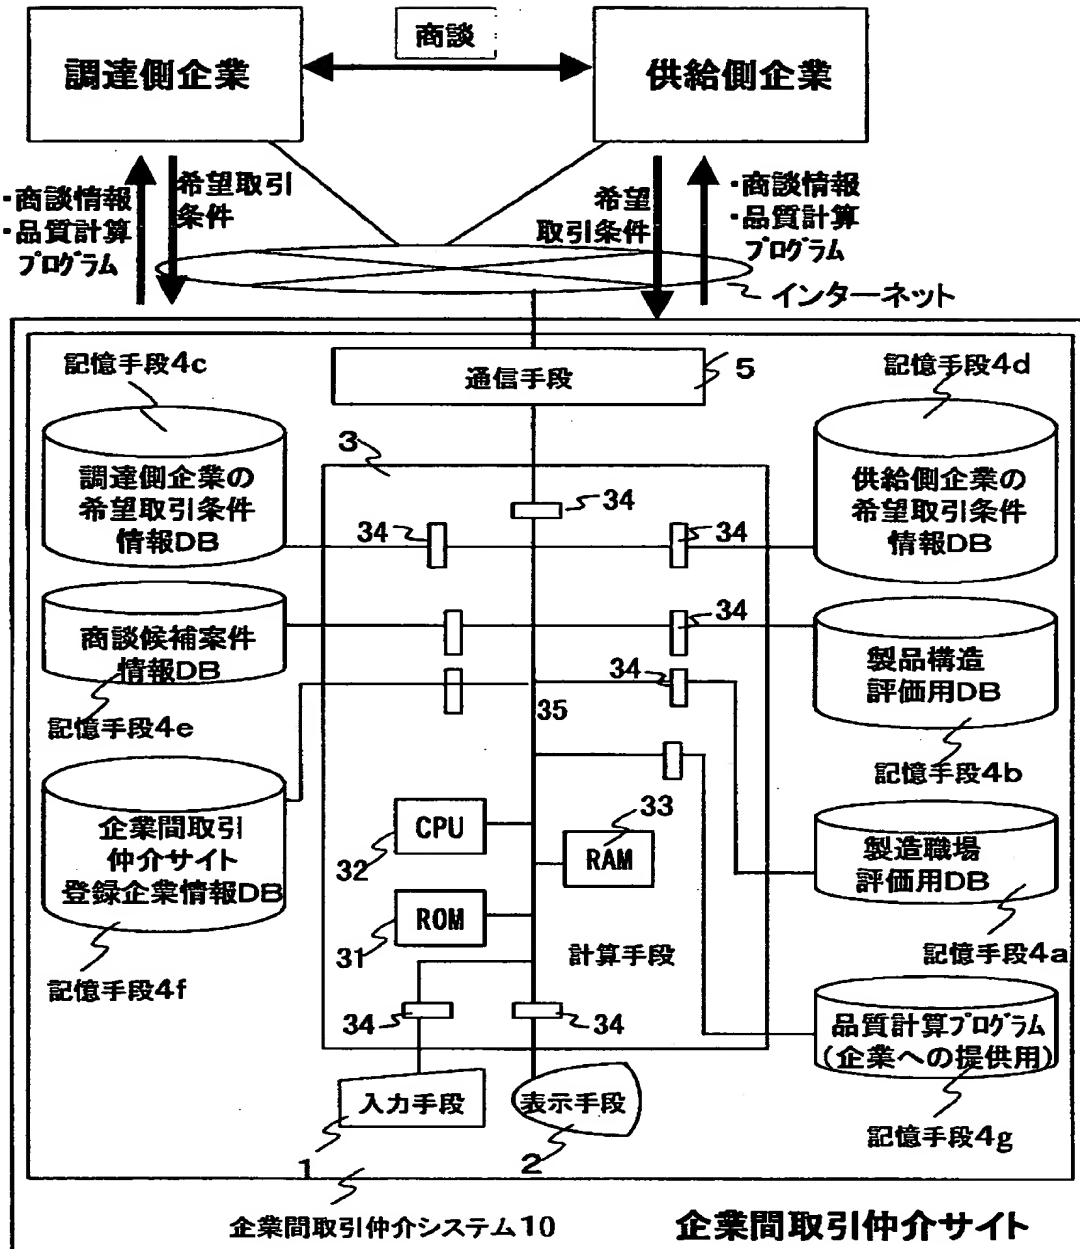 商談
調達側企業
供給側企業
・商談情報
・品質計算
プログラム
希望取引
条件
希望
取引条件
・商談情報
・品質計算
プログラム
インターネット
記憶手段4c
通信手段
5
記憶手段4d
3
調達側企業の
希望取引条件
情報DB
34
34
34
供給側企業の
希望取引条件
情報DB
商談候補案件
情報DB
34
製品構造
評価用DB
34
35
記憶手段4e
記憶手段4b
企業間取引
仲介サイト
登録企業情報DB
CPU
32
33
RAM
製造職場
評価用DB
ROM
31
計算手段
記憶手段4a
記憶手段4f
34
34
品質計算プログラム
(企業への提供用)
入力手段
表示手段
1
2
記憶手段4g
企業間取引仲介システム10
企業間取引仲介サイト